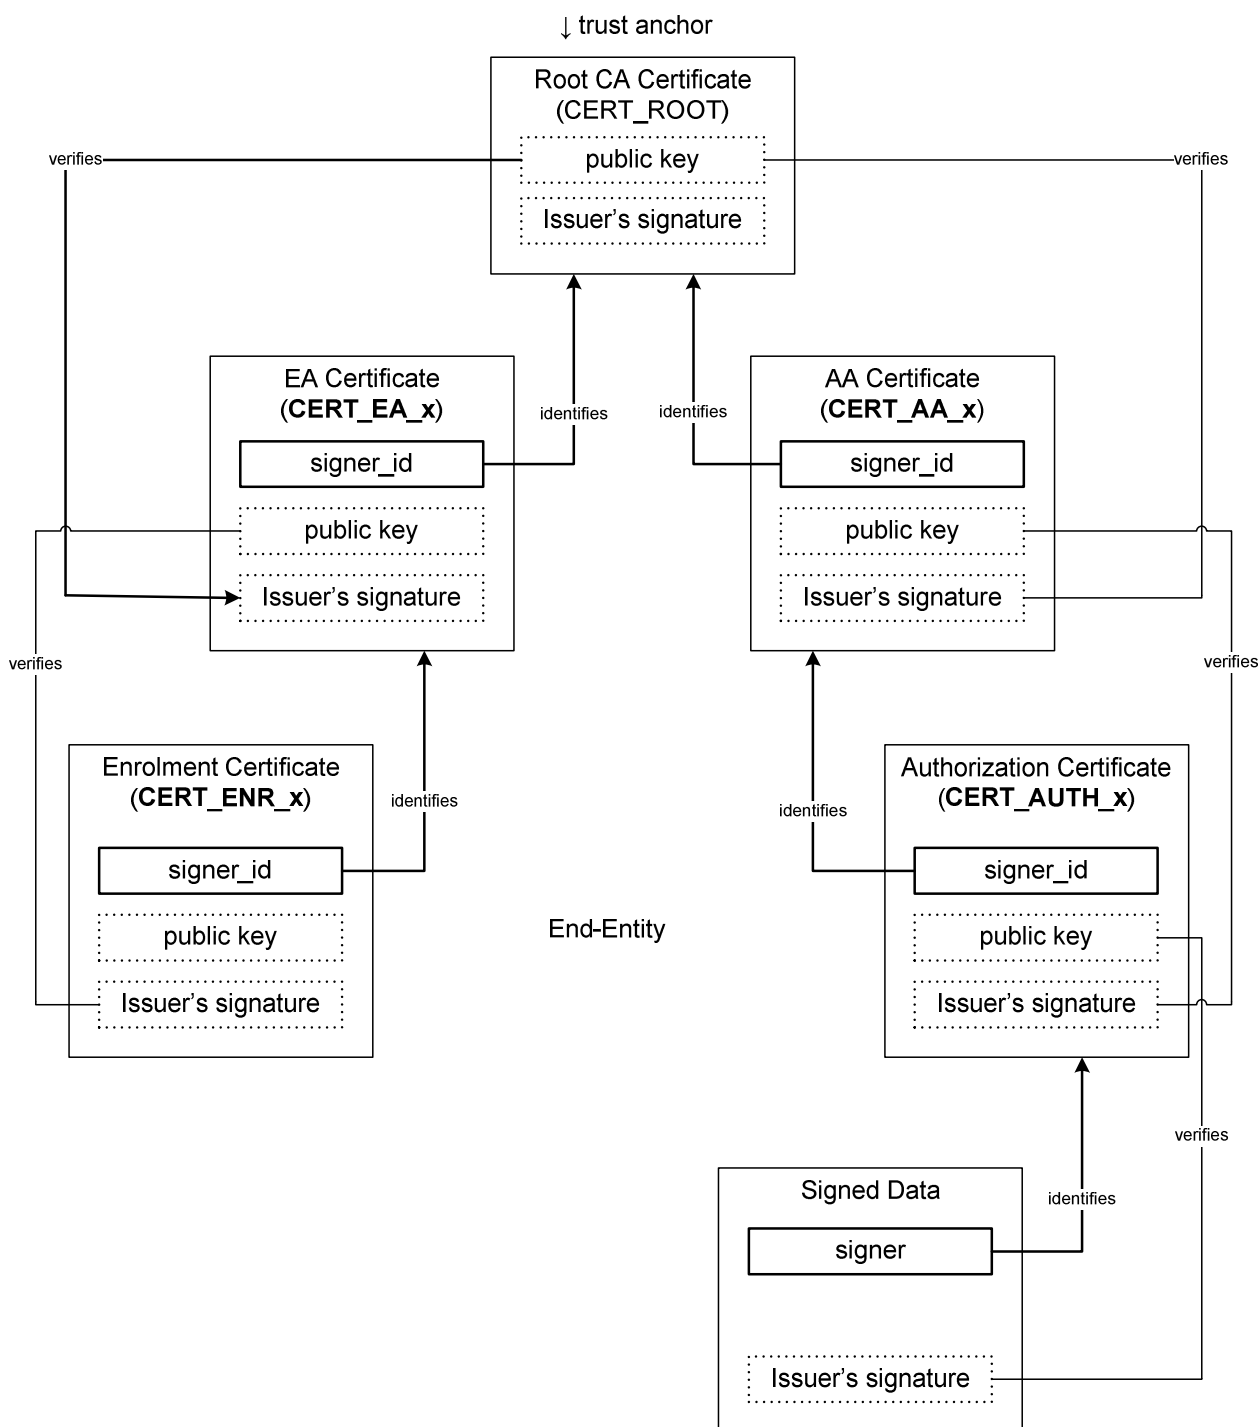 ↓ trust anchor
Root CA Certificate
(CERT_ROOT)
verifies
public key
verifies
Issuer’s signature
EA Certificate
(CERT_EA_x)
identifies
identifies
AA Certificate
(CERT_AA_x)
signer_id
signer_id
public key
public key
Issuer’s signature
Issuer’s signature
verifies
verifies
Enrolment Certificate
(CERT_ENR_x)
identifies
identifies
Authorization Certificate
(CERT_AUTH_x)
signer_id
signer_id
public key
End-Entity
public key
Issuer’s signature
Issuer’s signature
verifies
Signed Data
identifies
signer
Issuer’s signature